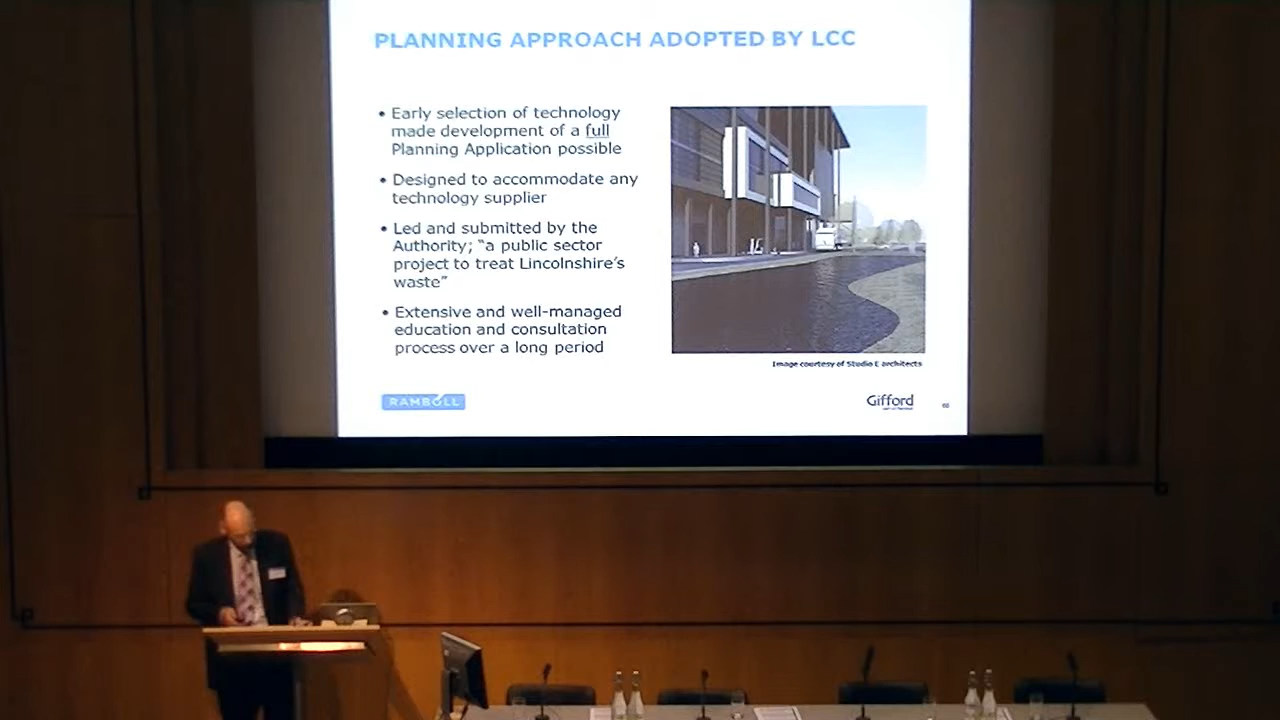 PLANNING APPROACH ADOPTED BY LCC
• Early selection of technology
made development of a full
Planning Application possible
• Designed to accommodate any
technology supplier
• Led and submitted by the
Authority; “a public sector
project to treat Lincolnshire’s
waste”
• Extensive and well-managed
education and consultation
process over a long period
Image courtesy of Studio E architects
RAMBOLL
Gifford